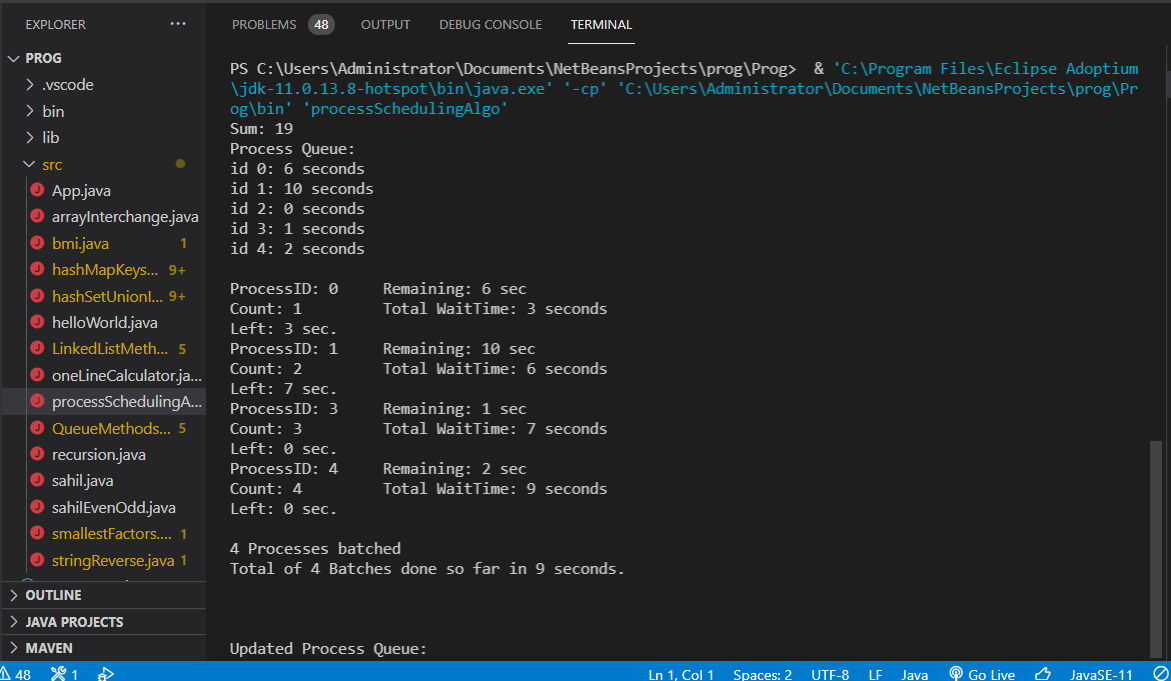 EXPLORER
PROG
.vscode
bin
lib
src
App.java
arrayInterchange.java
bmi.java 1
hashMapKeys... 9+
hashSetUnionI... 9+
helloWorld.java
LinkedListMeth... 5
oneLineCalculator.ja...
processSchedulingA...
QueueMethods... 5
recursion.java
sahil.java
sahilEvenOdd.java
smallestFactors.... 1
stringReverse.java 1
OUTLINE
JAVA PROJECTS
MAVEN
PROBLEMS 48 OUTPUT DEBUG CONSOLE TERMINAL
PS C:\Users\Administrator\Documents\NetBeansProjects\prog\Prog> & 'C:\Program Files\Eclipse Adoptium
\jdk-11.0.13.8-hotspot\bin\java.exe' '-cp' 'C:\Users\Administrator\Documents\NetBeansProjects\prog\Pr
og\bin' 'processSchedulingAlgo'
Sum: 19
Process Queue:
id 0: 6 seconds
id 1: 10 seconds
id 2: 0 seconds
id 3: 1 seconds
id 4: 2 seconds
ProcessID: 0 Remaining: 6 sec
Count: 1 Total WaitTime: 3 seconds
Left: 3 sec.
ProcessID: 1 Remaining: 10 sec
Count: 2 Total WaitTime: 6 seconds
Left: 7 sec.
ProcessID: 3 Remaining: 1 sec
Count: 3 Total WaitTime: 7 seconds
Left: 0 sec.
ProcessID: 4 Remaining: 2 sec
Count: 4 Total WaitTime: 9 seconds
Left: 0 sec.
4 Processes batched
Total of 4 Batches done so far in 9 seconds.
Updated Process Queue:
48 1 Ln 1, Col 1 Spaces: 2 UTF-8 LF Java Go Live JavaSE-11